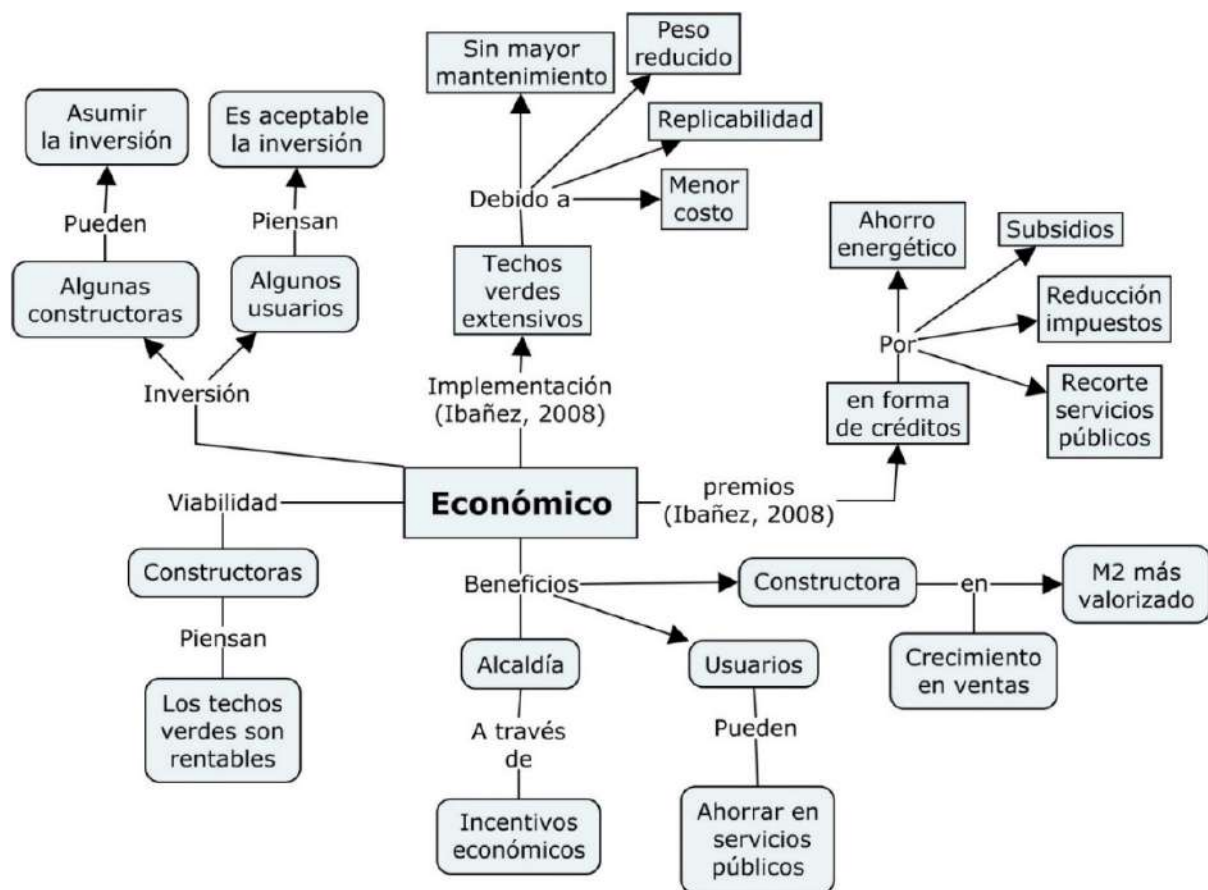 Asumir
la inversión
Pueden
Algunas
constructoras
Es aceptable
la inversión
Piensan
Algunos
usuarios
Inversión
Sin mayor
mantenimiento
Peso
reducido
Replicabilidad
Menor
costo
Debido a
Techos
verdes
extensivos
Implementación
(Ibañez, 2008)
Ahorro
energético
Subsidios
Reducción
impuestos
Recorte
servicios
públicos
Por
en forma
de créditos
premios
(Ibañez, 2008)
Económico
Viabilidad
Constructoras
Piensan
Los techos
verdes son
rentables
Beneficios
Alcaldía
A través
de
Incentivos
económicos
Usuarios
Pueden
Ahorrar en
servicios
públicos
Constructora
en
M2 más
valorizado
Crecimiento
en ventas